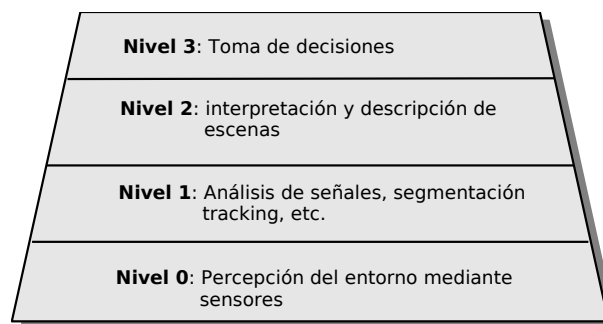 Nivel 3: Toma de decisiones
Nivel 2: interpretación y descripción de
escenas
Nivel 1: Análisis de señales, segmentación
tracking, etc.
Nivel 0: Percepción del entorno mediante
sensores